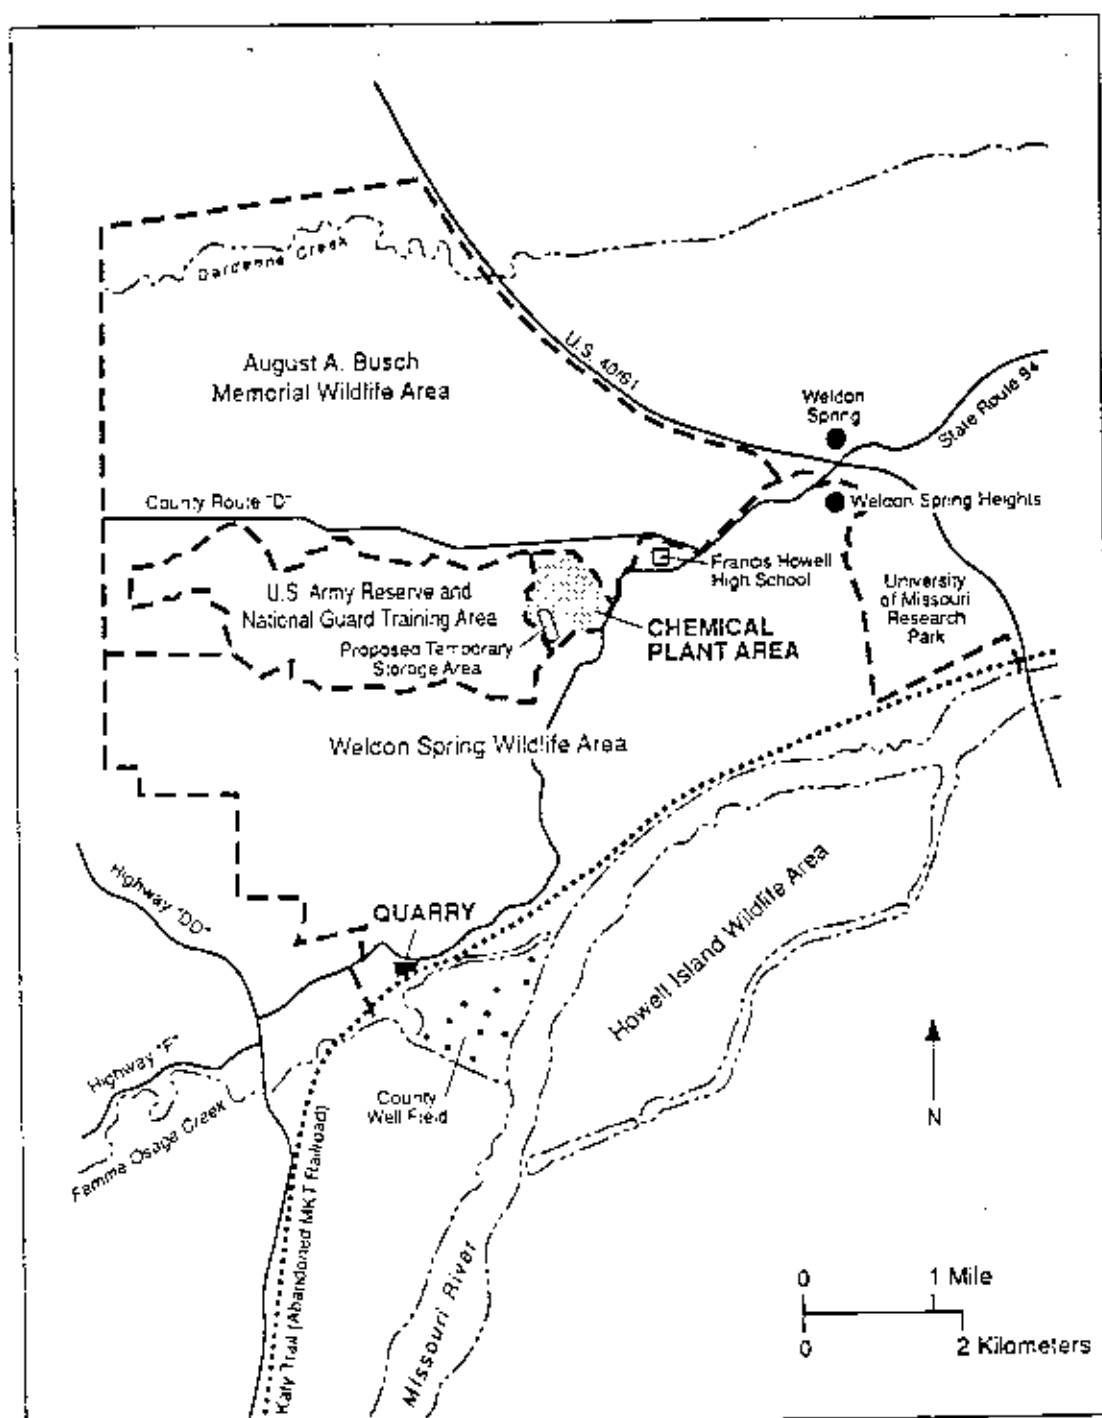 Dardenne Creek
August A. Busch
Memorial Wildlife Area
U.S. 40/61
Weldon
Spring
State Route 94
County Route "D"
Weldon Spring Heights
Francis Howell
High School
U.S. Army Reserve and
National Guard Training Area
University
of Missouri
Research
Park
CHEMICAL
PLANT AREA
Proposed Temporary
Storage Area
Weldon Spring Wildlife Area
Highway "DD"
QUARRY
Howell Island Wildlife Area
Highway "F"
Femme Osage Creek
County
Well Field
N
Katy Trail (Abandoned MKT Railroad)
Missouri River
0 1 Mile
0 2 Kilometers